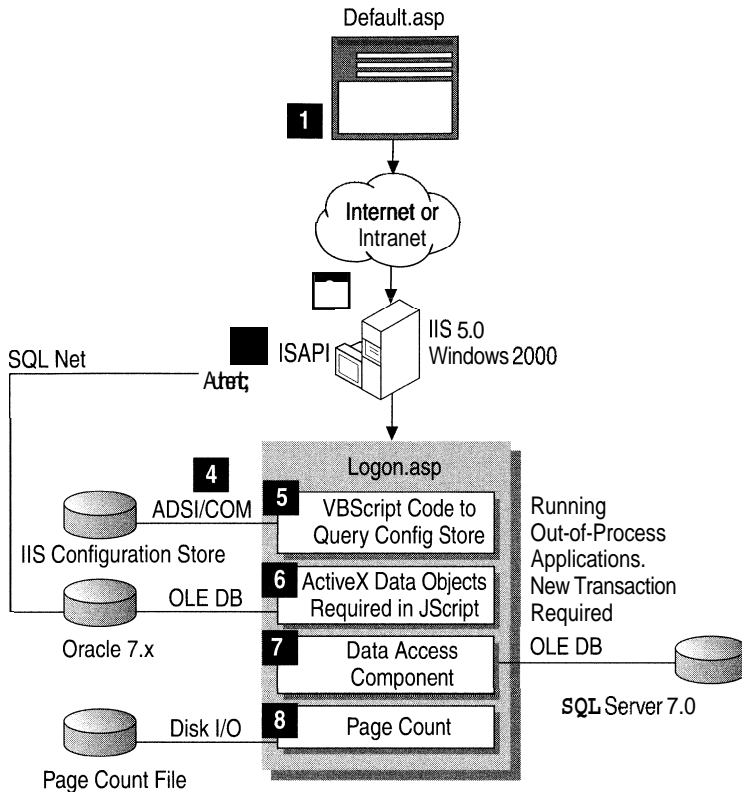 Default.asp
1
Internet or
Intranet
IIS 5.0
Windows 2000
ISAPI
SQL Net
Logon.asp
4
ADSI/COM
IIS Configuration Store
5
VBScript Code to
Query Config Store
Running
Out-of-Process
Applications.
New Transaction
Required
6
ActiveX Data Objects
Required in JScript
OLE DB
Oracle 7.x
7
Data Access
Component
OLE DB
SQL Server 7.0
8
Page Count
Disk I/O
Page Count File